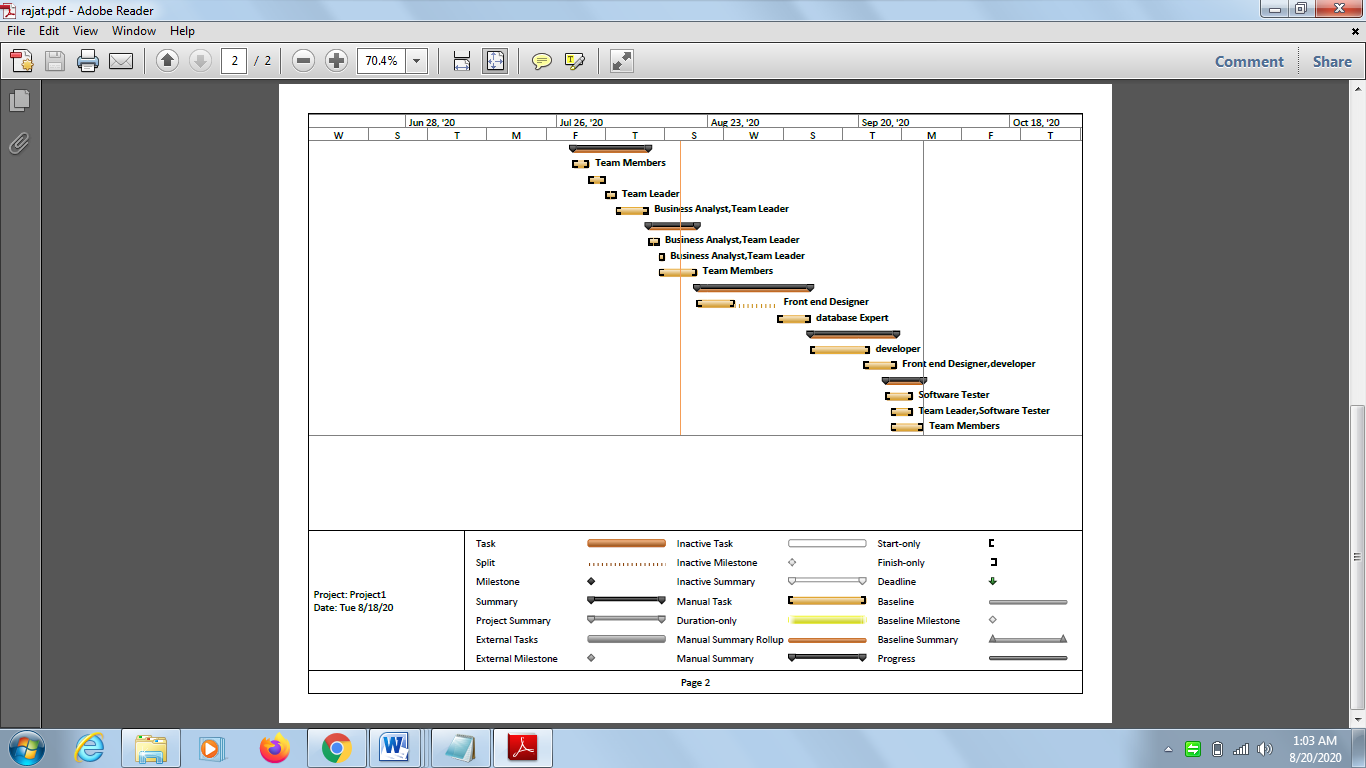 rajat.pdf - Adobe Reader
File Edit View Window Help
2 / 2 70.4% Comment Share
Jun 28, '20 Jul 26, '20 Aug 23, '20 Sep 20, '20 Oct 18, '20
W S T M F T S W S T M F T
Team Members
Team Leader
Business Analyst,Team Leader
Business Analyst,Team Leader
Business Analyst,Team Leader
Team Members
Front end Designer
database Expert
developer
Front end Designer,developer
Software Tester
Team Leader,Software Tester
Team Members
Project: Project1
Date: Tue 8/18/20
Task Inactive Task Start-only
Split Inactive Milestone Finish-only
Milestone Inactive Summary Deadline
Summary Manual Task Baseline
Project Summary Duration-only Baseline Milestone
External Tasks Manual Summary Rollup Baseline Summary
External Milestone Manual Summary Progress
Page 2
1:03 AM
8/20/2020